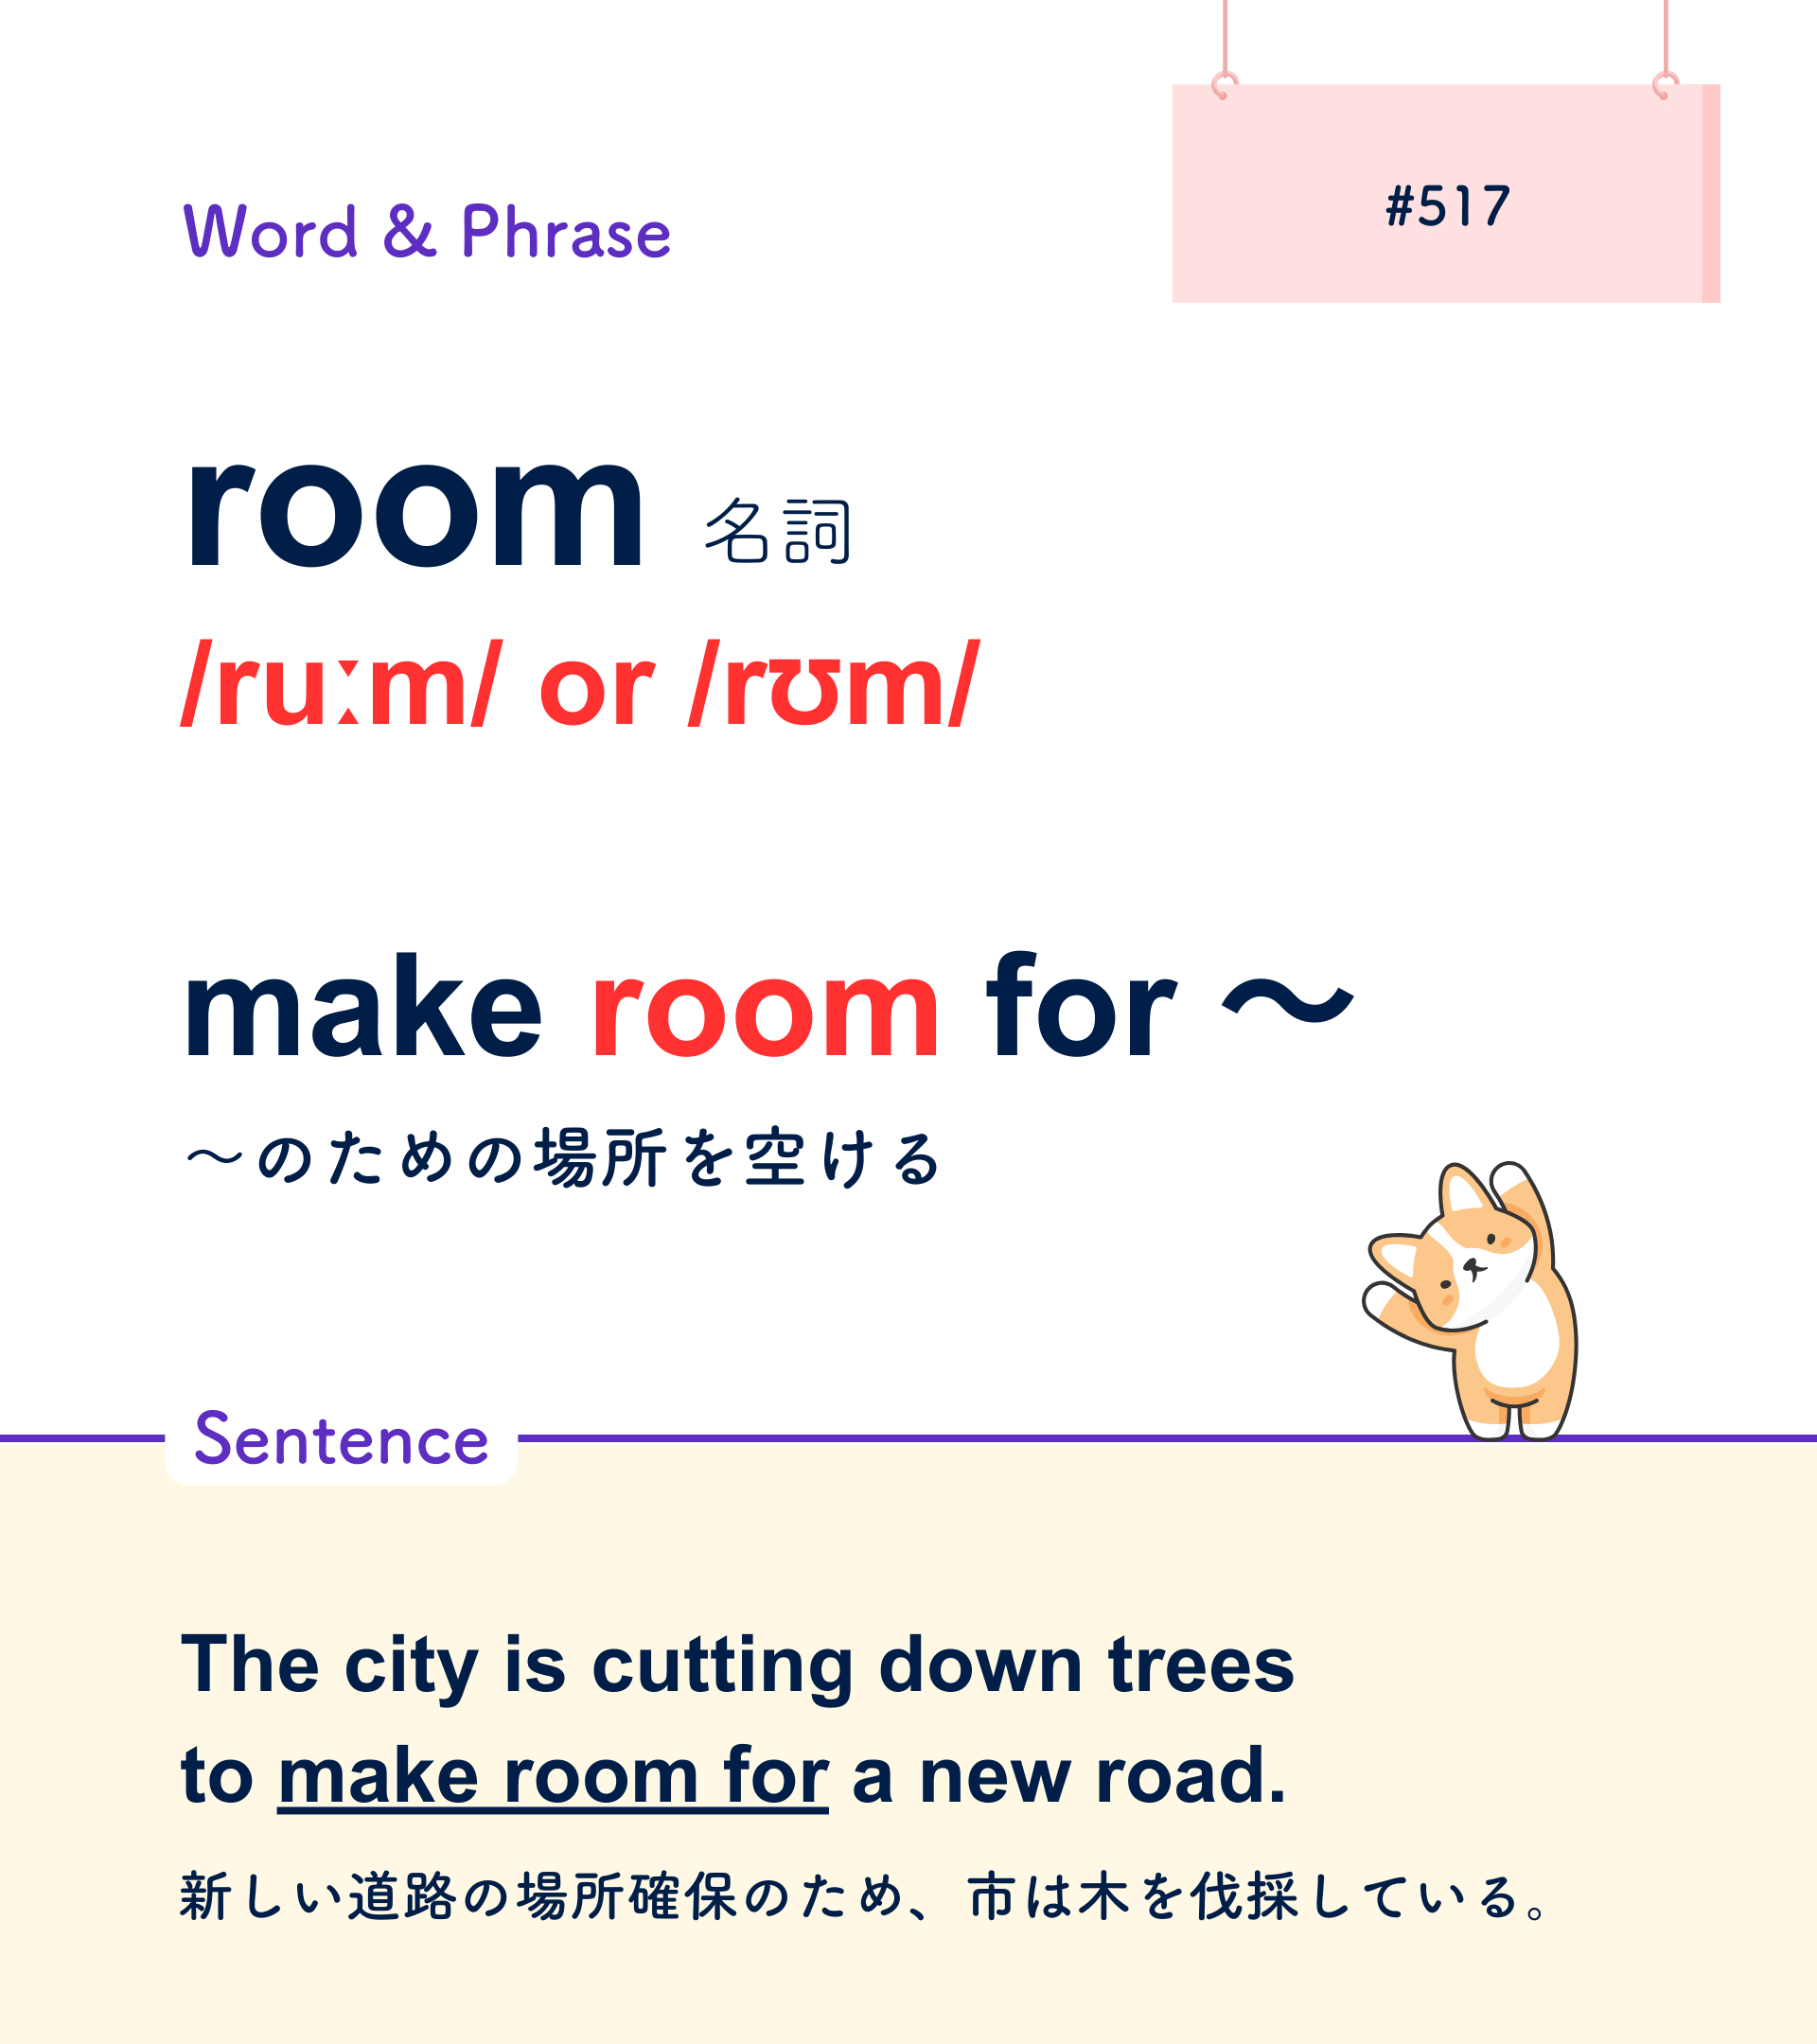 Word & Phrase
#517
room 名詞
/ruːm/ or /rʊm/
make room for 〜
〜のための場所を空ける
Sentence
The city is cutting down trees
to make room for a new road.
新しい道路の場所確保のため、市は木を伐採している。